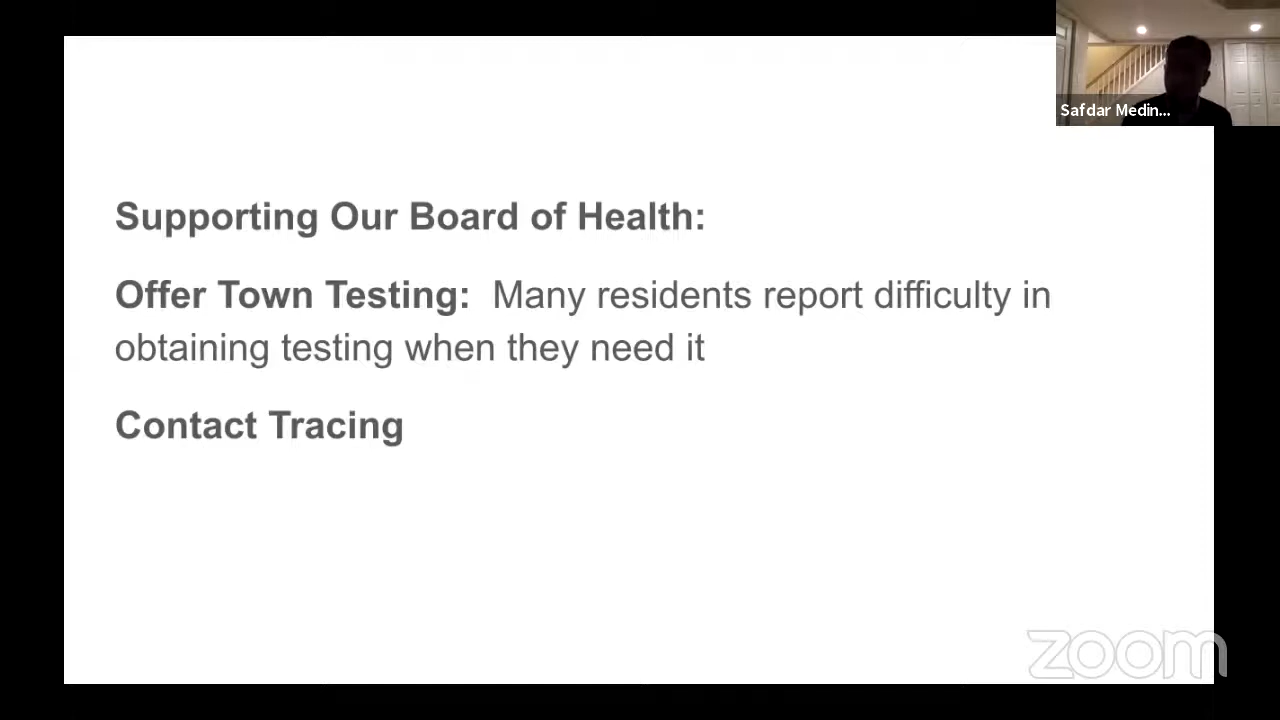 Safdar Medin...
Supporting Our Board of Health:
Offer Town Testing:  Many residents report difficulty in
obtaining testing when they need it
Contact Tracing
zoom